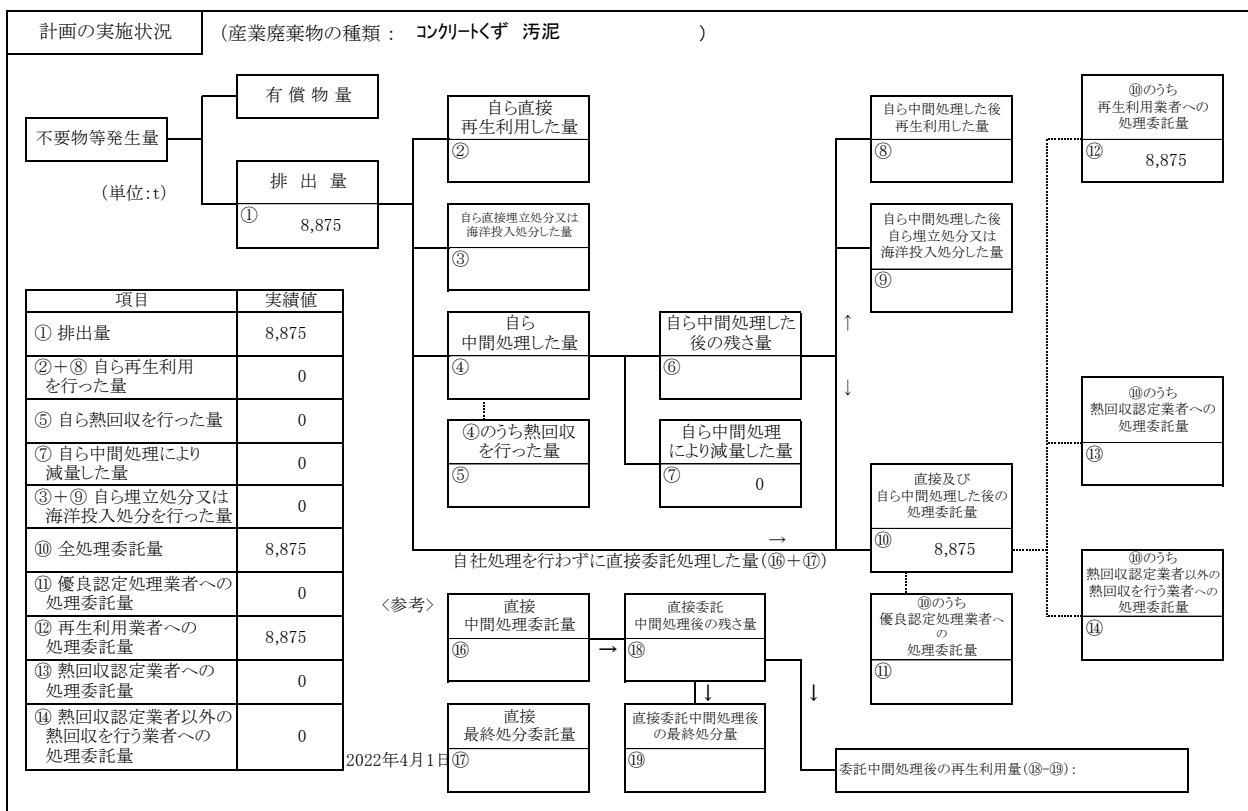 計画の実施状況
(産業廃棄物の種類： コンクリートくず 汚泥 )
有 償 物 量
不要物等発生量
(単位:t)
排 出 量
①
8,875
自ら直接
再生利用した量
②
自ら直接埋立処分又は
海洋投入処分した量
③
自ら
中間処理した量
④
④のうち熱回収
を行った量
⑤
自ら中間処理した
後の残さ量
⑥
自ら中間処理
により減量した量
⑦
0
自ら中間処理した後
再生利用した量
⑧
自ら中間処理した後
自ら埋立処分又は
海洋投入処分した量
⑨
↑
↓
直接及び
自ら中間処理した後の
処理委託量
⑩
8,875
⑩のうち
再生利用業者への
処理委託量
⑫
8,875
⑩のうち
熱回収認定業者への
処理委託量
⑬
⑩のうち
熱回収認定業者以外の
熱回収を行う業者への
処理委託量
⑭
⑩のうち
優良認定処理業者へ
の
処理委託量
⑪
→
自社処理を行わずに直接委託処理した量(⑯＋⑰)
〈参考〉
直接
中間処理委託量
⑯
→
直接委託
中間処理後の残さ量
⑱
↓
↓
直接
最終処分委託量
⑰
直接委託中間処理後
の最終処分量
⑲
委託中間処理後の再生利用量(⑱-⑲)：
項目 実績値
① 排出量 8,875
②＋⑧ 自ら再生利用
を行った量
0
⑤ 自ら熱回収を行った量 0
⑦ 自ら中間処理により
減量した量
0
③＋⑨ 自ら埋立処分又は
海洋投入処分を行った量
0
⑩ 全処理委託量 8,875
⑪ 優良認定処理業者への
処理委託量
0
⑫ 再生利用業者への
処理委託量
8,875
⑬ 熱回収認定業者への
処理委託量
0
⑭ 熱回収認定業者以外の
熱回収を行う業者への
処理委託量
0
2022年4月1日